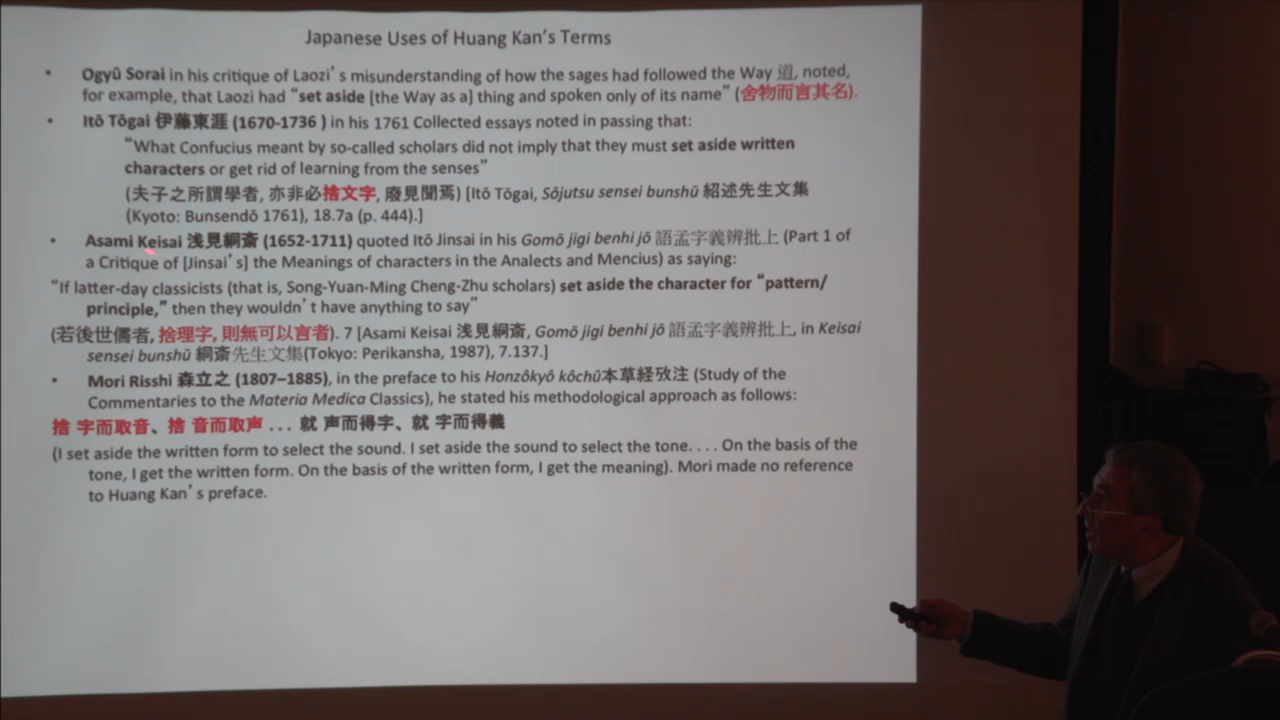 Japanese Uses of Huang Kan's Terms
• Ogyū Sorai in his critique of Laozi's misunderstanding of how the sages had followed the Way 道, noted,
for example, that Laozi had "set aside [the Way as a] thing and spoken only of its name" (舍物而言其名).
• Itō Tōgai 伊藤東涯 (1670-1736 ) in his 1761 Collected essays noted in passing that:
"What Confucius meant by so-called scholars did not imply that they must set aside written
characters or get rid of learning from the senses"
(夫子之所謂學者, 亦非必捨文字, 廢見聞焉) [Itō Tōgai, Sōjutsu sensei bunshū 紹述先生文集
(Kyoto: Bunsendō 1761), 18.7a (p. 444).]
• Asami Keisai 浅見絅斎 (1652-1711) quoted Itō Jinsai in his Gomō jigi benhi jō 語孟字義辨批上 (Part 1 of
a Critique of [Jinsai's] the Meanings of characters in the Analects and Mencius) as saying:
"If latter-day classicists (that is, Song-Yuan-Ming Cheng-Zhu scholars) set aside the character for "pattern/
principle," then they wouldn't have anything to say"
(若後世儒者, 捨理字, 則無可以言者). 7 [Asami Keisai 浅見絅斎, Gomō jigi benhi jō 語孟字義辨批上, in Keisai
sensei bunshū 絅斎先生文集(Tokyo: Perikansha, 1987), 7.137.]
• Mori Risshi 森立之 (1807–1885), in the preface to his Honzôkyô kôchû本草経攷注 (Study of the
Commentaries to the Materia Medica Classics), he stated his methodological approach as follows:
捨 字而取音、捨 音而取声 ... 就 声而得字、就 字而得義
(I set aside the written form to select the sound. I set aside the sound to select the tone. . . . On the basis of the
tone, I get the written form. On the basis of the written form, I get the meaning). Mori made no reference
to Huang Kan's preface.